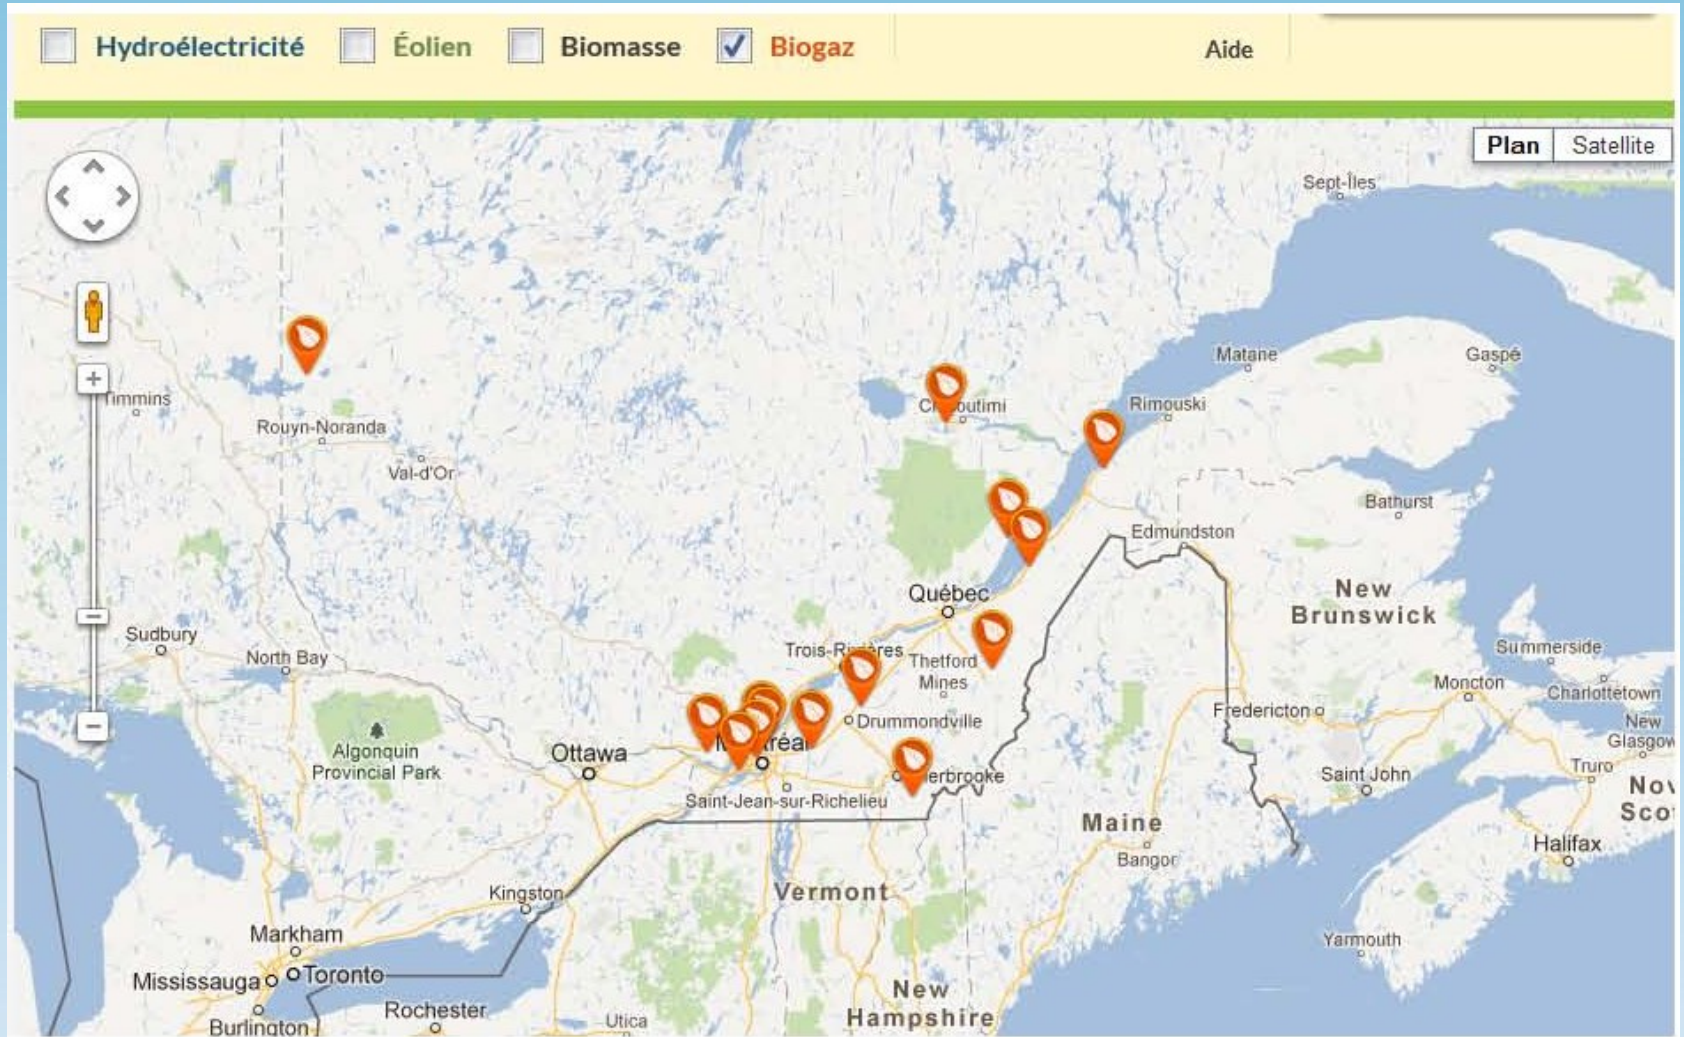 Hydroélectricité Éolien Biomasse Biogaz Aide
Plan Satellite
Sept-Îles
Matane
Gaspé
Timmins
Rimouski
Rouyn-Noranda
Val-d'Or
Bathurst
Edmundston
Québec
New
Brunswick
Sudbury
North Bay
Summerside
Thetford
Mines
Moncton
Charlottetown
Fredericton
Drummondville
New
Algonquin
Provincial Park
Ottawa
Truro
Saint John
Saint-Jean-sur-Richelieu
Maine
Bangor
Halifax
Vermont
Kingston
Markham
Yarmouth
Mississauga
Toronto
New
Hampshire
Rochester
Utica
Burlington